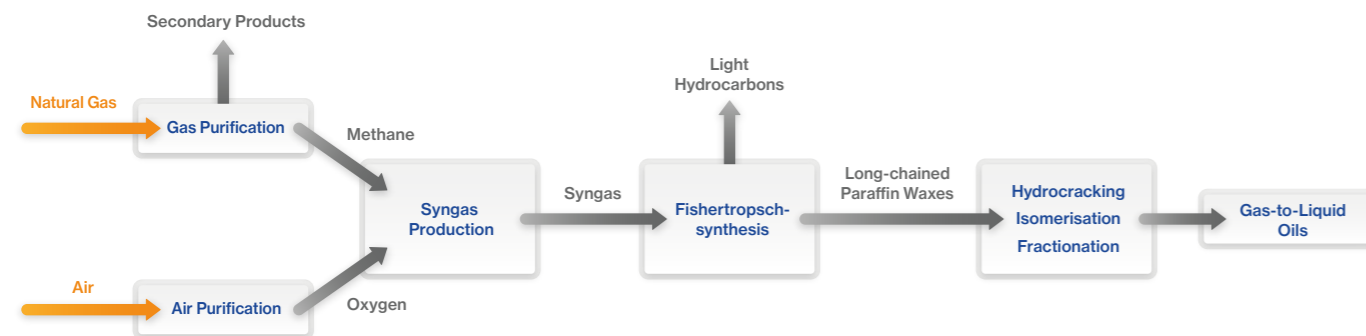 Secondary Products
Natural Gas
Gas Purification
Methane
Air
Air Purification
Oxygen
Syngas
Production
Syngas
Light
Hydrocarbons
Fishertropsch-
synthesis
Long-chained
Paraffin Waxes
Hydrocracking
Isomerisation
Fractionation
Gas-to-Liquid
Oils